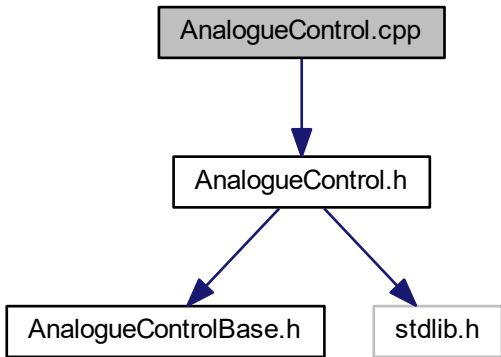 AnalogueControl.cpp
AnalogueControl.h
AnalogueControlBase.h
stdlib.h